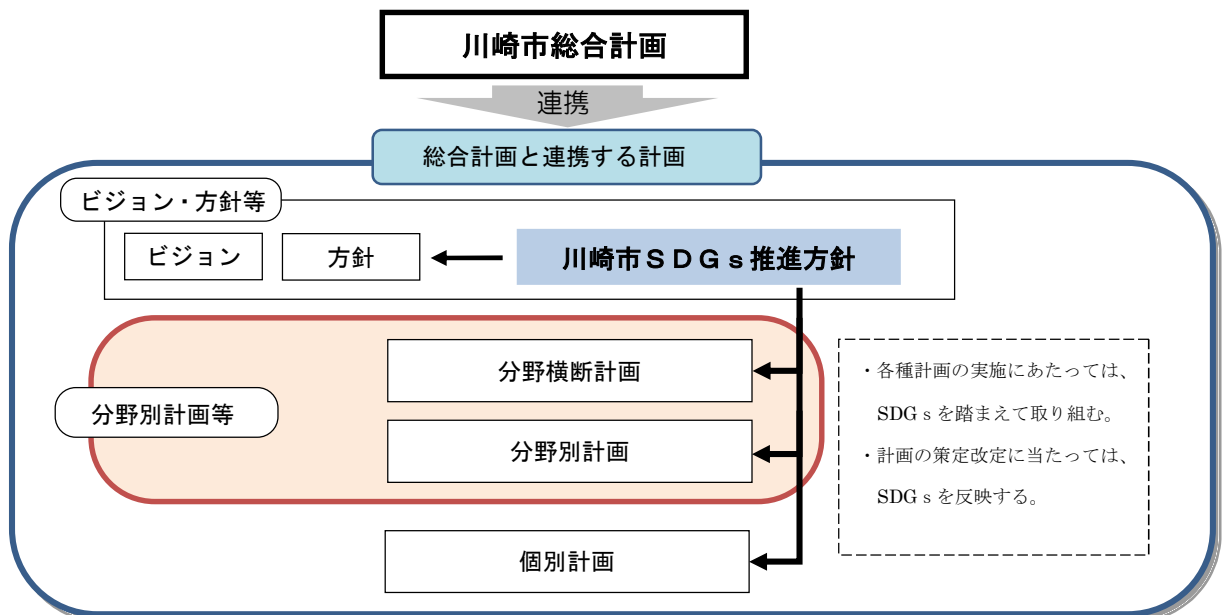 川崎市総合計画
連携
総合計画と連携する計画
ビジョン・方針等
ビジョン
方針
川崎市ＳＤＧｓ推進方針
分野横断計画
分野別計画等
分野別計画
個別計画
・各種計画の実施にあたっては、
SDGｓを踏まえて取り組む。
・計画の策定改定に当たっては、
SDGｓを反映する。